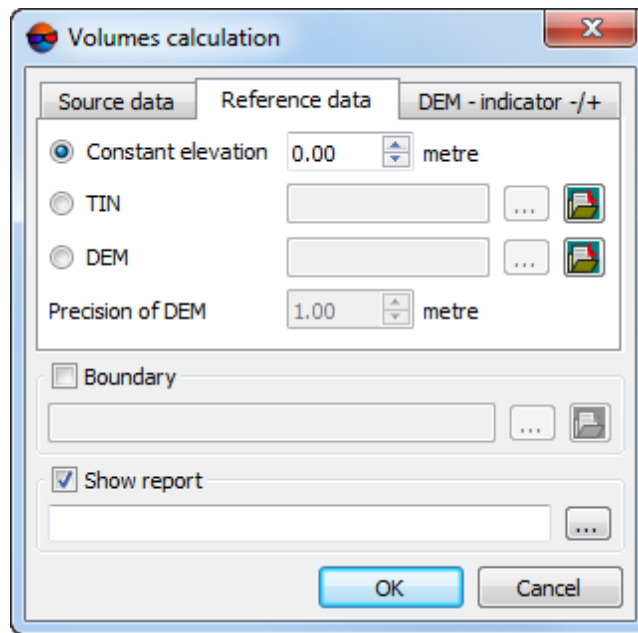 Volumes calculation
Source data Reference data DEM - indicator -/+
Constant elevation 0.00 metre
TIN ...
DEM ...
Precision of DEM 1.00 metre
Boundary
...
Show report
...
OK Cancel